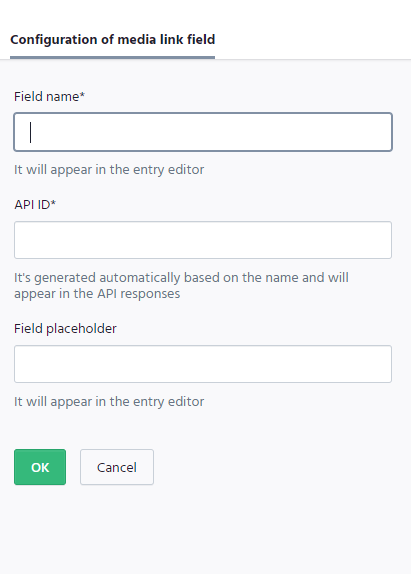 Configuration of media link field
Field name*
It will appear in the entry editor
API ID*
It's generated automatically based on the name and will
appear in the API responses
Field placeholder
It will appear in the entry editor
OK Cancel